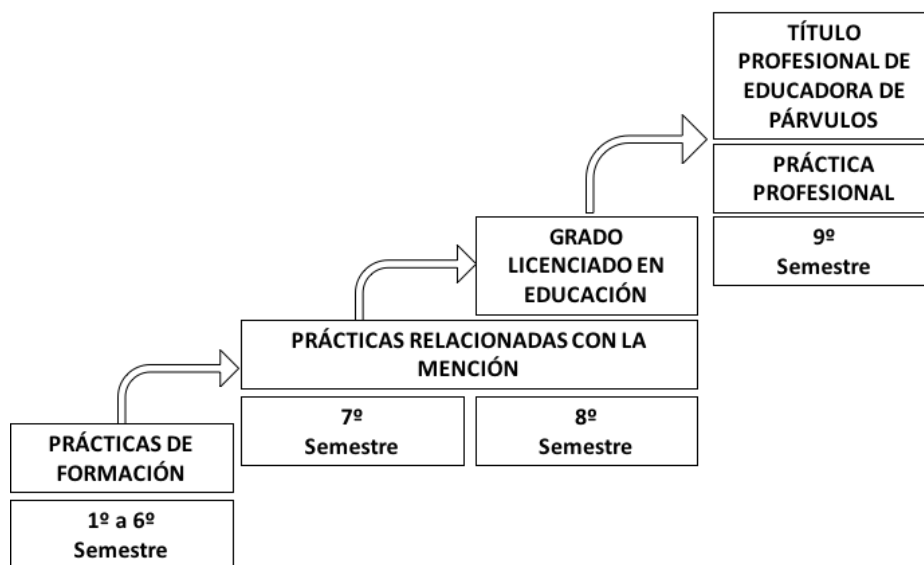 TÍTULO
PROFESIONAL DE
EDUCADORA DE
PÁRVULOS
PRÁCTICA
PROFESIONAL
9º
Semestre
GRADO
LICENCIADO EN
EDUCACIÓN
PRÁCTICAS RELACIONADAS CON LA
MENCIÓN
7º
Semestre
8º
Semestre
PRÁCTICAS DE
FORMACIÓN
1º a 6º
Semestre